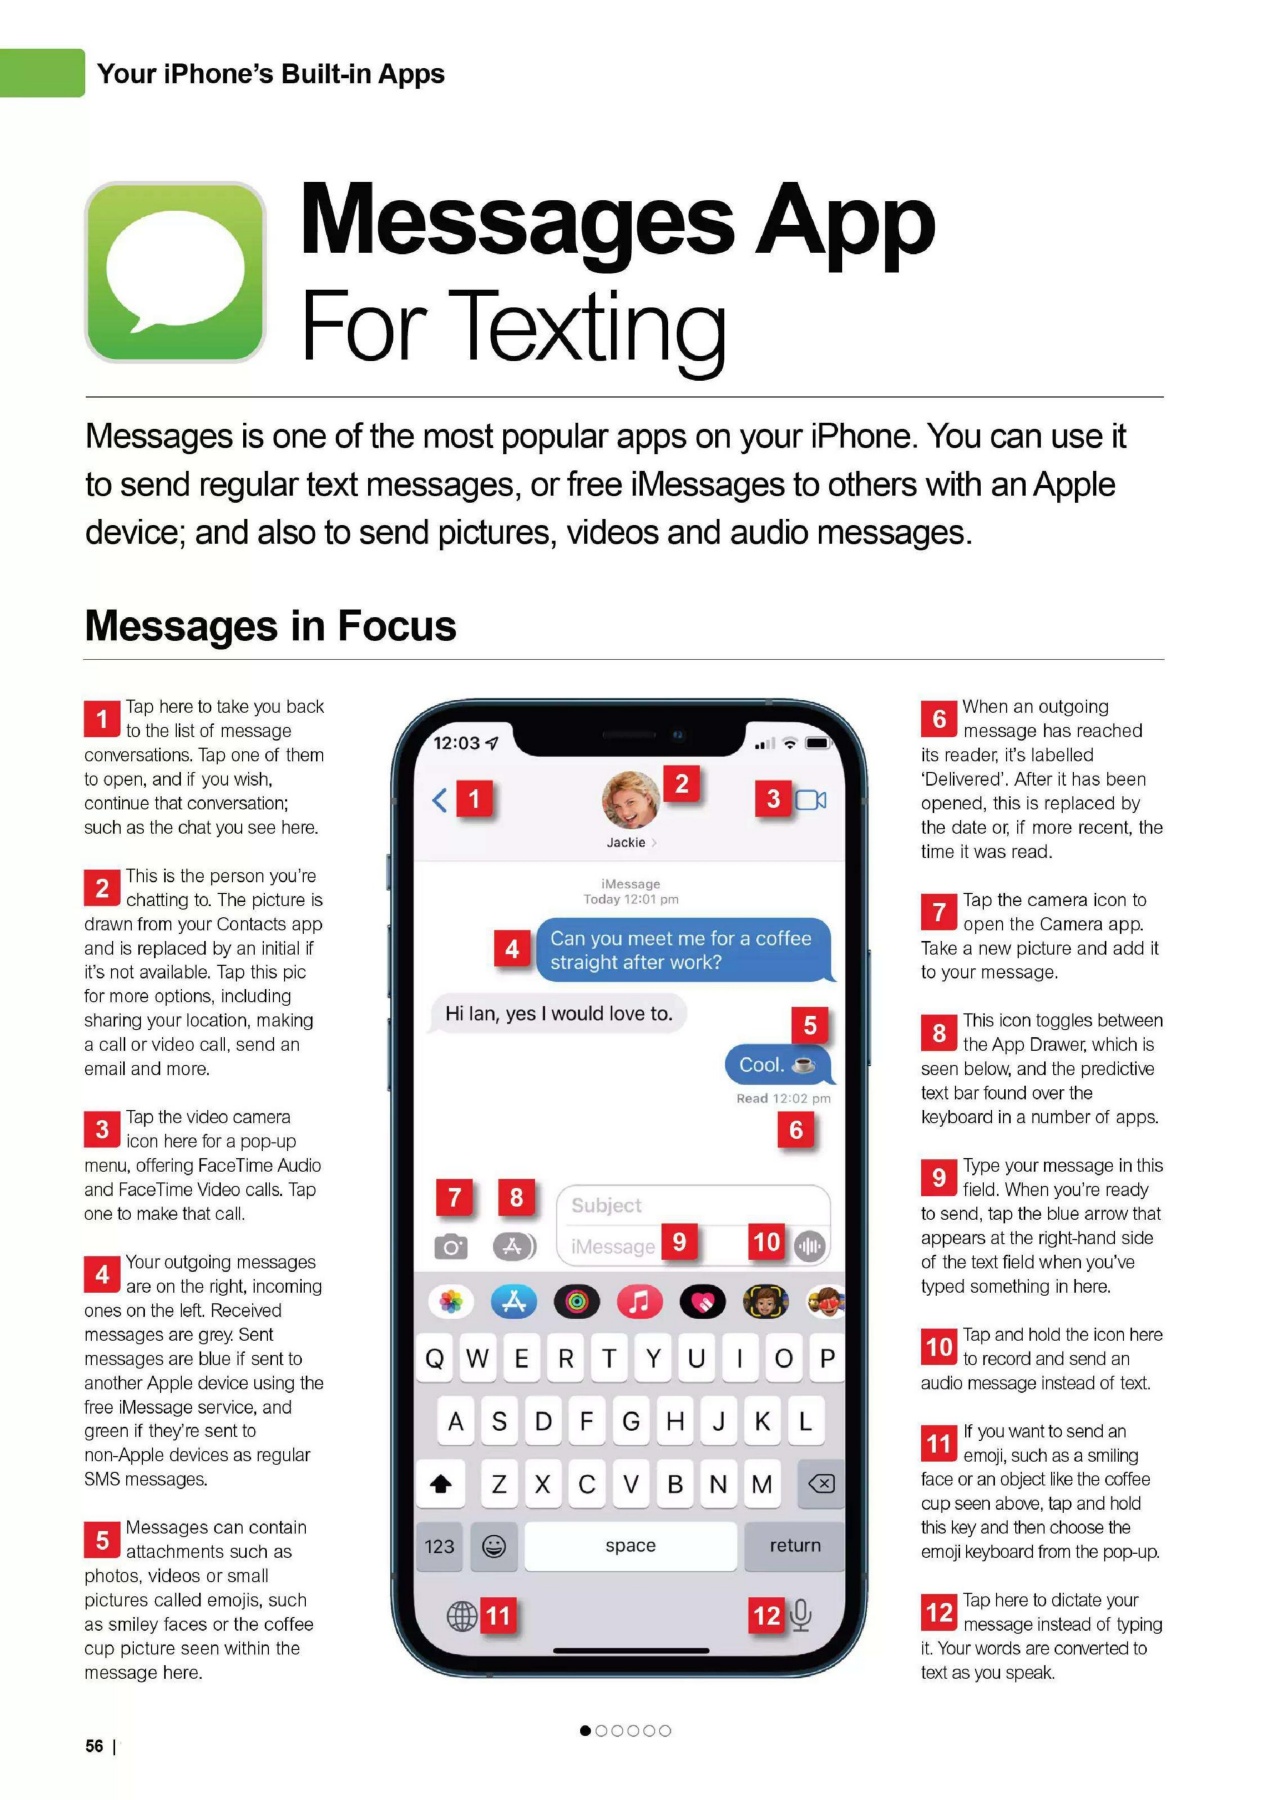 Your iPhone’s Built-in Apps
Messages App
For Texting
Messages is one of the most popular apps on your iPhone. You can use it
to send regular text messages, or free iMessages to others with an Apple
device; and also to send pictures, videos and audio messages.
Messages in Focus
1 Tap here to take you back
to the list of message
conversations. Tap one of them
to open, and if you wish,
continue that conversation;
such as the chat you see here.
2 This is the person you’re
chatting to. The picture is
drawn from your Contacts app
and is replaced by an initial if
it’s not available. Tap this pic
for more options, including
sharing your location, making
a call or video call, send an
email and more.
3 Tap the video camera
icon here for a pop-up
menu, offering FaceTime Audio
and FaceTime Video calls. Tap
one to make that call.
4 Your outgoing messages
are on the right, incoming
ones on the left. Received
messages are grey. Sent
messages are blue if sent to
another Apple device using the
free iMessage service, and
green if they’re sent to
non-Apple devices as regular
SMS messages.
5 Messages can contain
attachments such as
photos, videos or small
pictures called emojis, such
as smiley faces or the coffee
cup picture seen within the
message here.
12:03
1
2
3
Jackie >
iMessage
Today 12:01 pm
4
Can you meet me for a coffee
straight after work?
Hi Ian, yes I would love to.
5
Cool. ☕
Read 12:02 pm
6
7 8
Subject
iMessage 9 10
Q W E R T Y U I O P
A S D F G H J K L
Z X C V B N M
123 space return
11 12
6 When an outgoing
message has reached
its reader, it’s labelled
‘Delivered’. After it has been
opened, this is replaced by
the date or, if more recent, the
time it was read.
7 Tap the camera icon to
open the Camera app.
Take a new picture and add it
to your message.
8 This icon toggles between
the App Drawer, which is
seen below, and the predictive
text bar found over the
keyboard in a number of apps.
9 Type your message in this
field. When you’re ready
to send, tap the blue arrow that
appears at the right-hand side
of the text field when you’ve
typed something in here.
10 Tap and hold the icon here
to record and send an
audio message instead of text.
11 If you want to send an
emoji, such as a smiling
face or an object like the coffee
cup seen above, tap and hold
this key and then choose the
emoji keyboard from the pop-up.
12 Tap here to dictate your
message instead of typing
it. Your words are converted to
text as you speak.
56 |